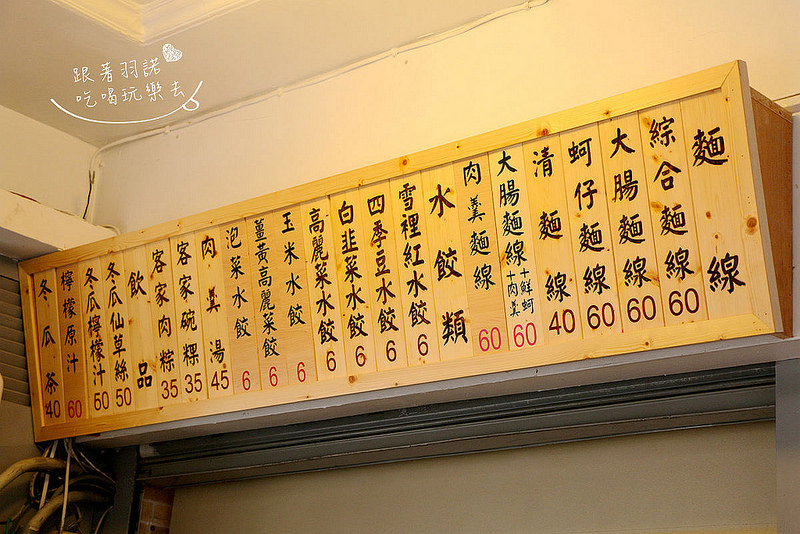 跟著羽諾
吃喝玩樂去
麵線
綜合麵線 60
大腸麵線 60
蚵仔麵線 60
清麵線 40
大腸麵線+鮮蚵+肉羹 60
肉羹麵線 60
水餃類
雪裡紅水餃 6
四季豆水餃 6
白韭菜水餃 6
高麗菜水餃 6
玉米水餃 6
薑黃高麗菜餃 6
泡菜水餃 6
肉羹湯 45
客家碗粿 35
客家肉粽 35
飲品
冬瓜仙草絲 50
冬瓜檸檬汁 60
檸檬原汁 60
冬瓜茶 40